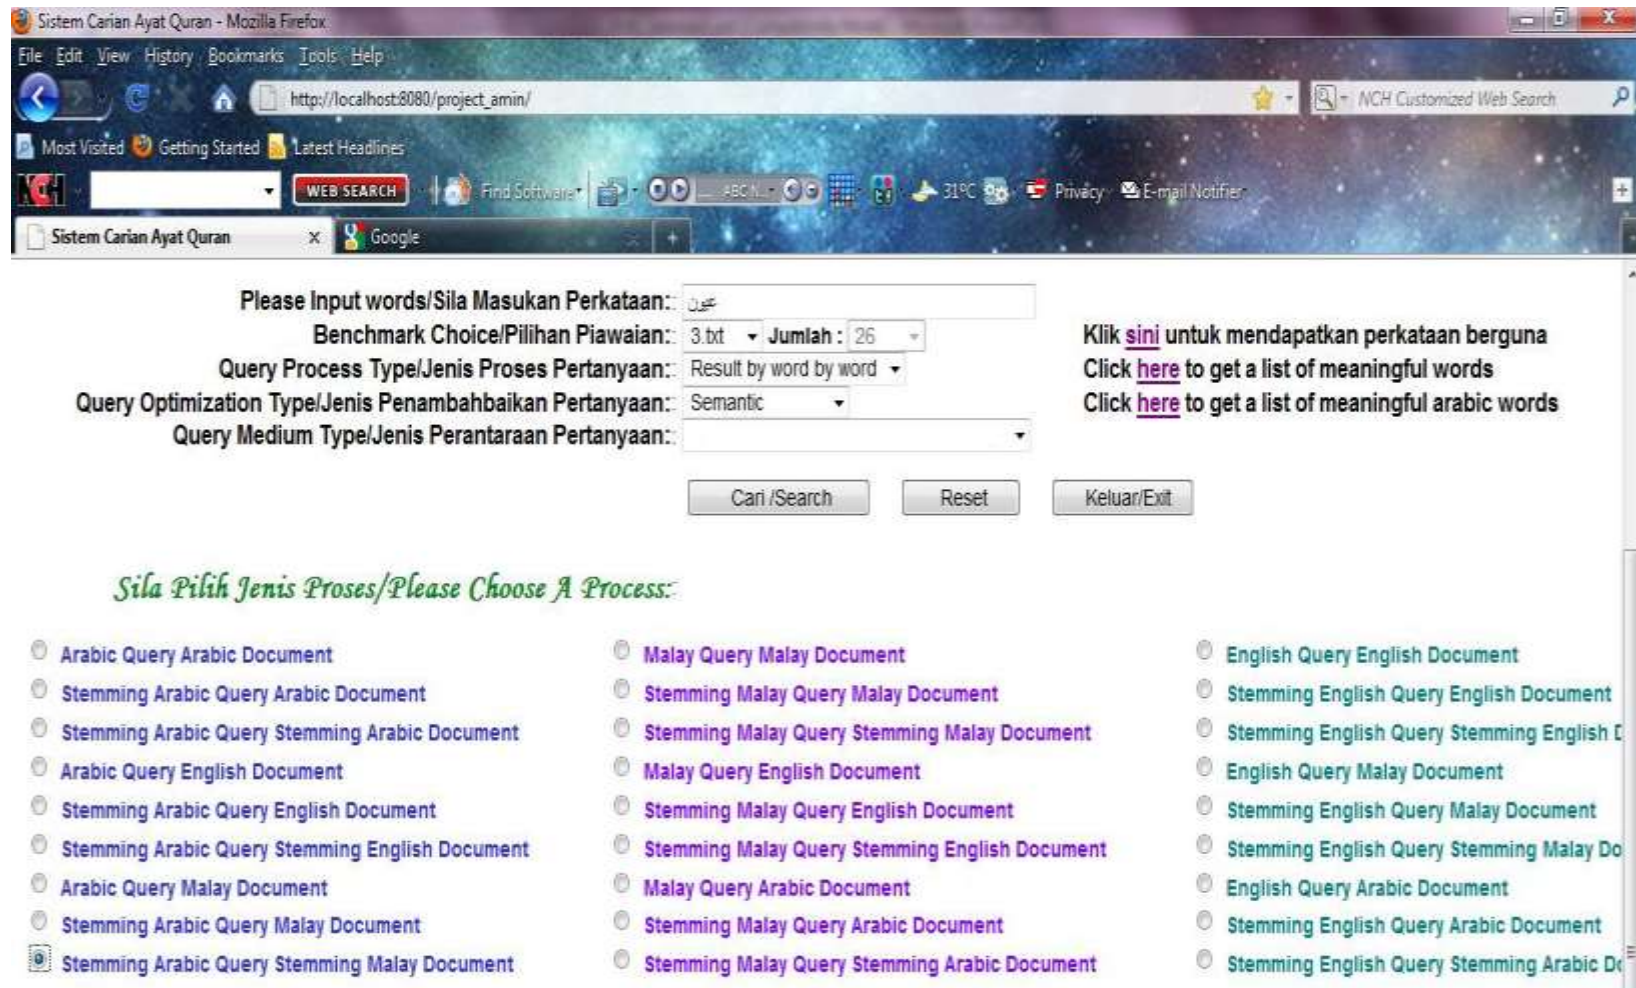 Sistem Carian Ayat Quran - Mozilla Firefox
File Edit View History Bookmarks Tools Help
http://localhost:8080/project_amin/ NCH Customized Web Search
Most Visited Getting Started Latest Headlines
NCH WEB SEARCH Find Software ABC N... 31°C Privacy E-mail Notifier
Sistem Carian Ayat Quran x Google
Please Input words/Sila Masukan Perkataan:: عيون
Benchmark Choice/Pilihan Piawaian:: 3.txt Jumlah : 26 Klik sini untuk mendapatkan perkataan berguna
Query Process Type/Jenis Proses Pertanyaan:: Result by word by word Click here to get a list of meaningful words
Query Optimization Type/Jenis Penambahbaikan Pertanyaan:: Semantic Click here to get a list of meaningful arabic words
Query Medium Type/Jenis Perantaraan Pertanyaan::
Cari /Search Reset Keluar/Exit
Sila Pilih Jenis Proses/Please Choose A Process:
Arabic Query Arabic Document Malay Query Malay Document English Query English Document
Stemming Arabic Query Arabic Document Stemming Malay Query Malay Document Stemming English Query English Document
Stemming Arabic Query Stemming Arabic Document Stemming Malay Query Stemming Malay Document Stemming English Query Stemming English
Arabic Query English Document Malay Query English Document English Query Malay Document
Stemming Arabic Query English Document Stemming Malay Query English Document Stemming English Query Malay Document
Stemming Arabic Query Stemming English Document Stemming Malay Query Stemming English Document Stemming English Query Stemming Malay Do
Arabic Query Malay Document Malay Query Arabic Document English Query Arabic Document
Stemming Arabic Query Malay Document Stemming Malay Query Arabic Document Stemming English Query Arabic Document
Stemming Arabic Query Stemming Malay Document Stemming Malay Query Stemming Arabic Document Stemming English Query Stemming Arabic D